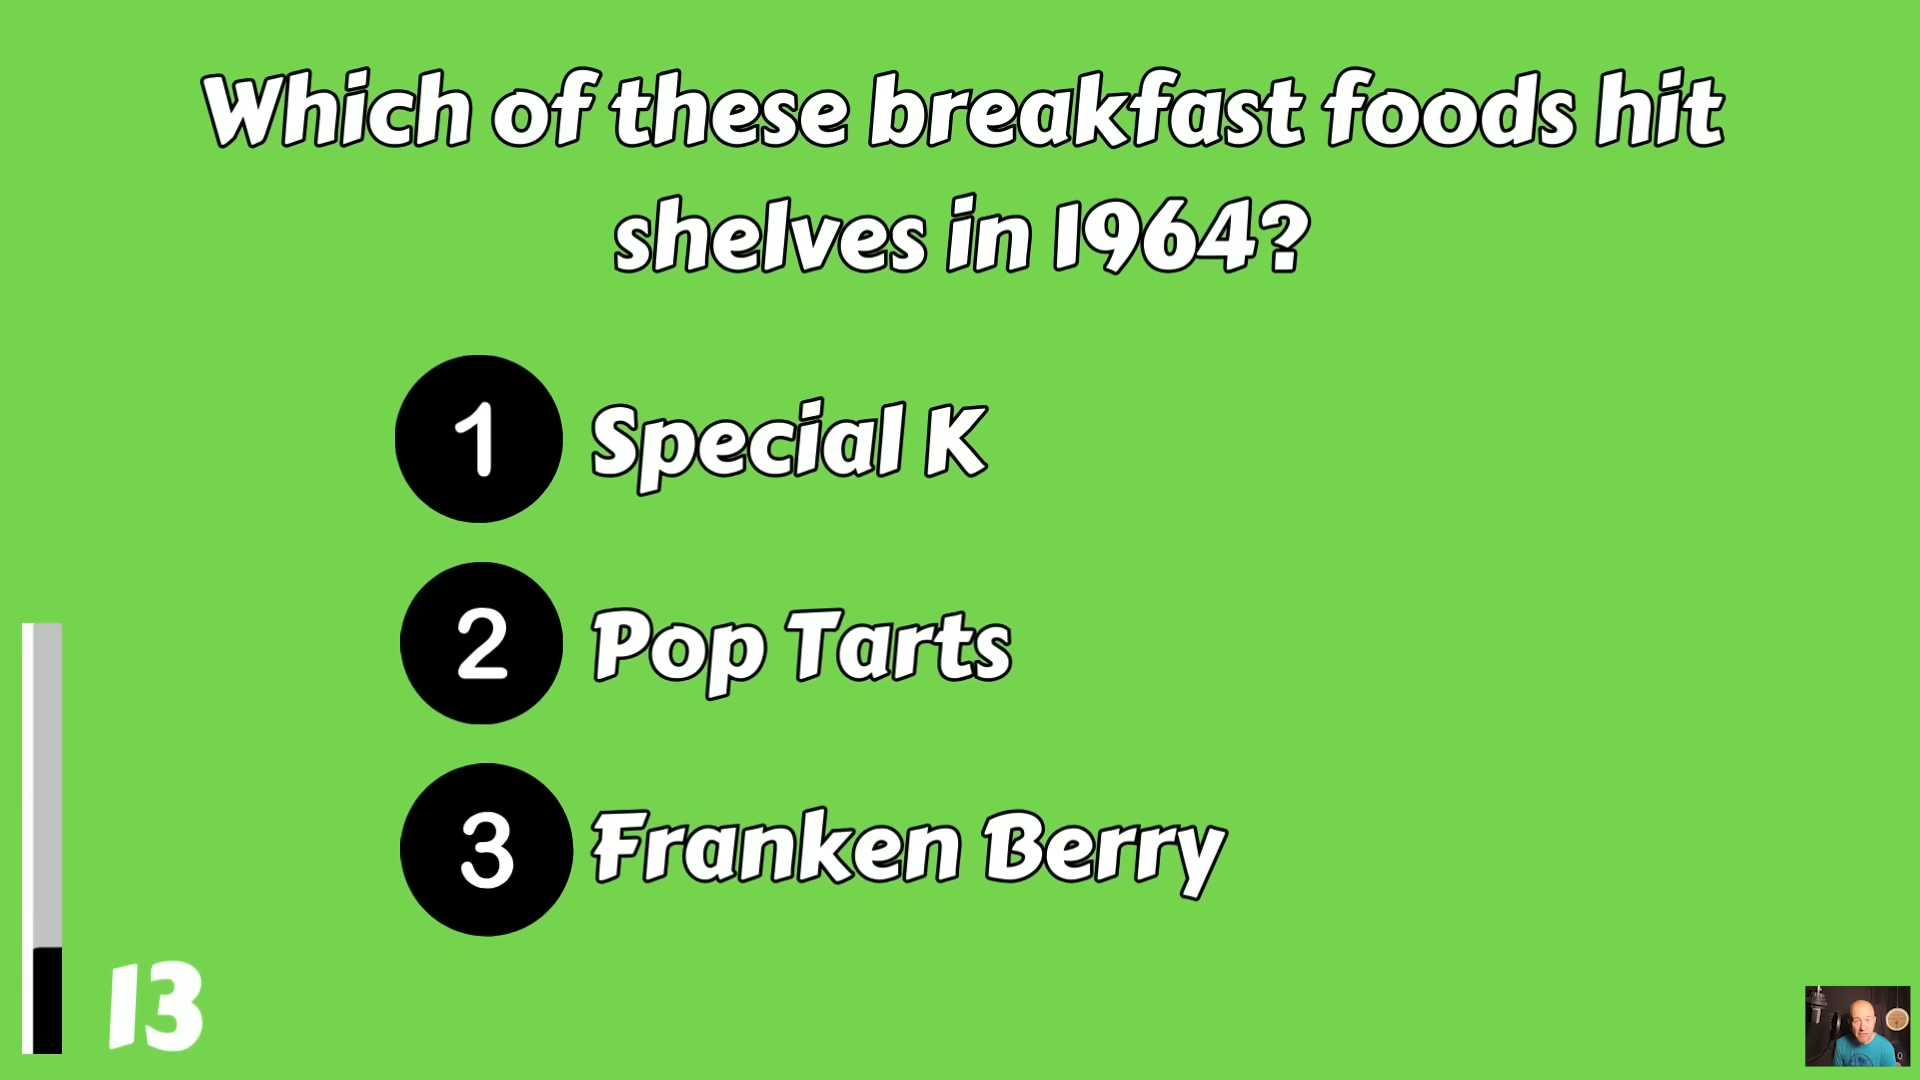 Which of these breakfast foods hit
shelves in 1964?
1 Special K
2 Pop Tarts
3 Franken Berry
13